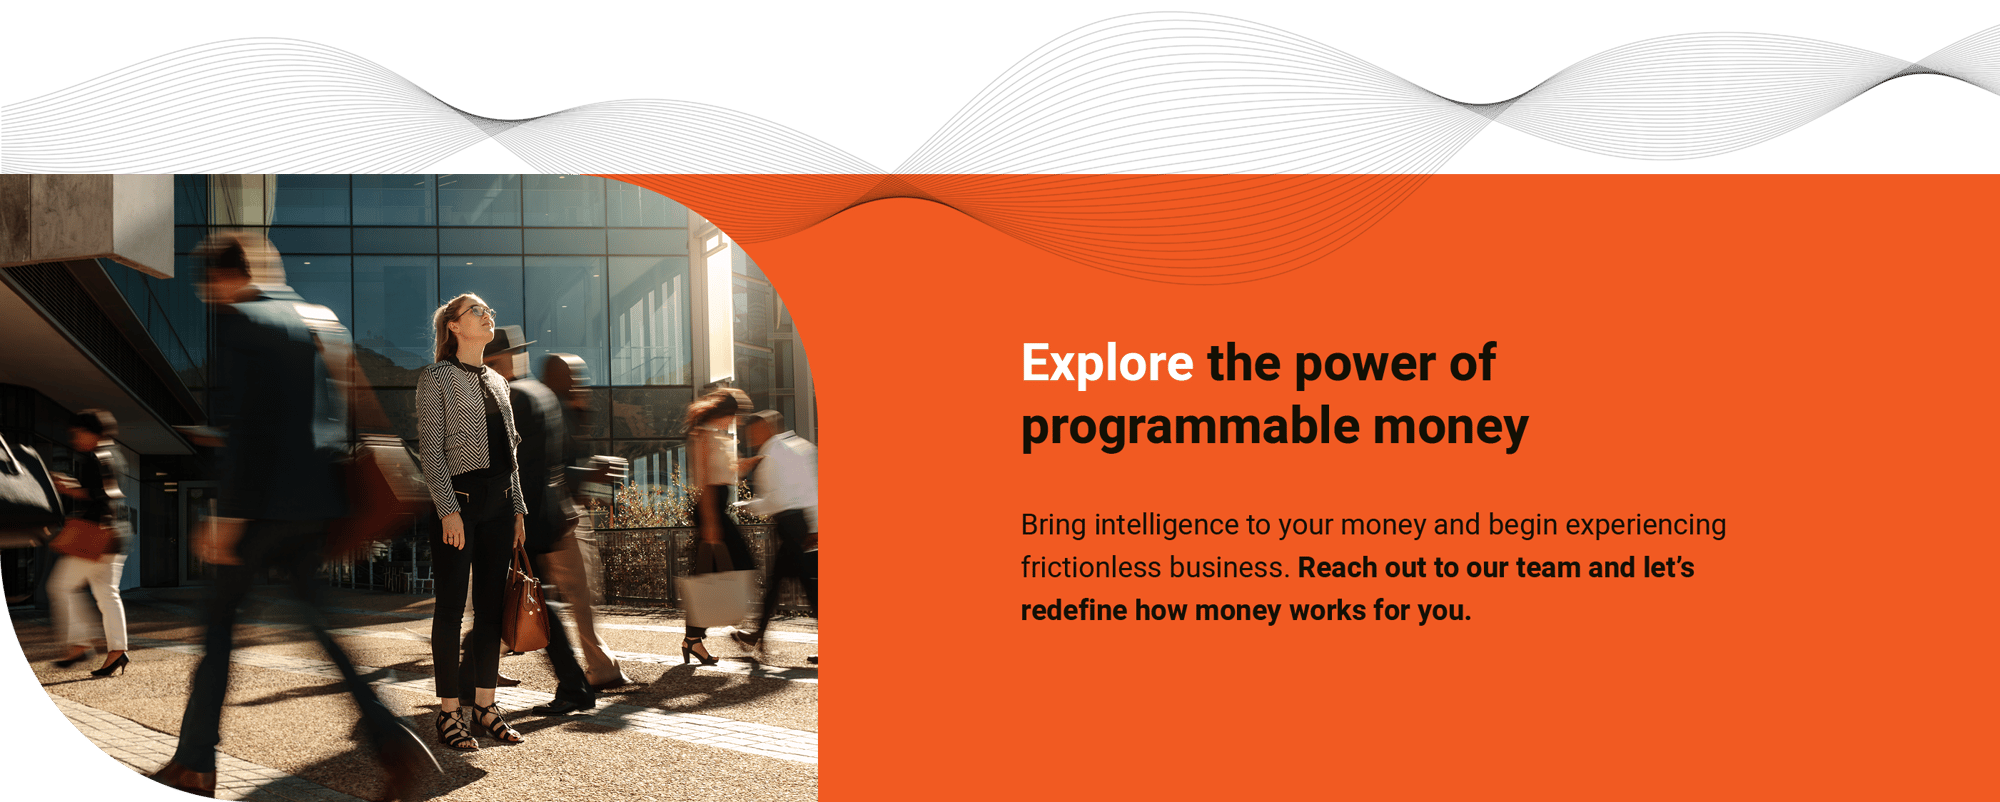 Explore the power of
programmable money
Bring intelligence to your money and begin experiencing
frictionless business. Reach out to our team and let’s
redefine how money works for you.